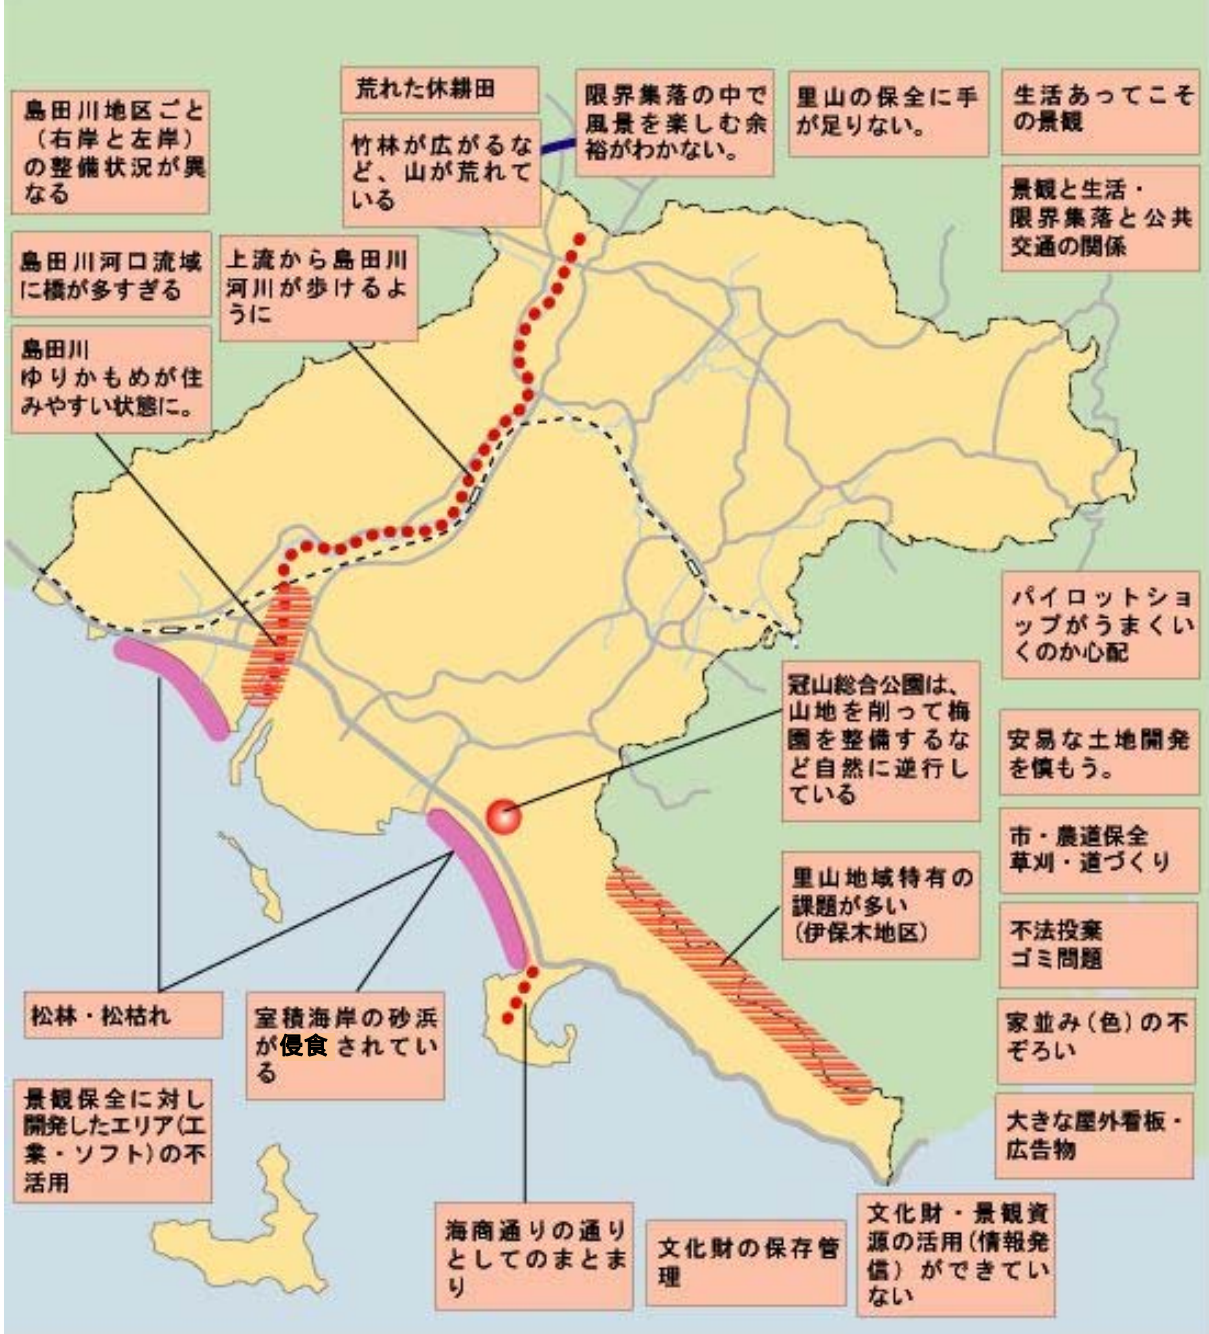 荒れた休耕田
島田川地区ごと
（右岸と左岸）
の整備状況が異
なる
竹林が広がるな
ど、山が荒れて
いる
限界集落の中で
風景を楽しむ余
裕がわかない。
里山の保全に手
が足りない。
生活あってこそ
の景観
景観と生活・
限界集落と公共
交通の関係
島田川河口流域
に橋が多すぎる
上流から島田川
河川が歩けるよ
うに
島田川
ゆりかもめが住
みやすい状態に。
パイロットショ
ップがうまくい
くのか心配
冠山総合公園は、
山地を削って梅
園を整備するな
ど自然に逆行し
ている
安易な土地開発
を慎もう。
市・農道保全
草刈・道づくり
里山地域特有の
課題が多い
（伊保木地区）
不法投棄
ゴミ問題
松林・松枯れ
室積海岸の砂浜
が侵食されてい
る
家並み（色）の不
ぞろい
景観保全に対し
開発したエリア（工
業・ソフト）の不
活用
大きな屋外看板・
広告物
海商通りの通り
としてのまとま
り
文化財の保存管
理
文化財・景観資
源の活用（情報発
信）ができてい
ない